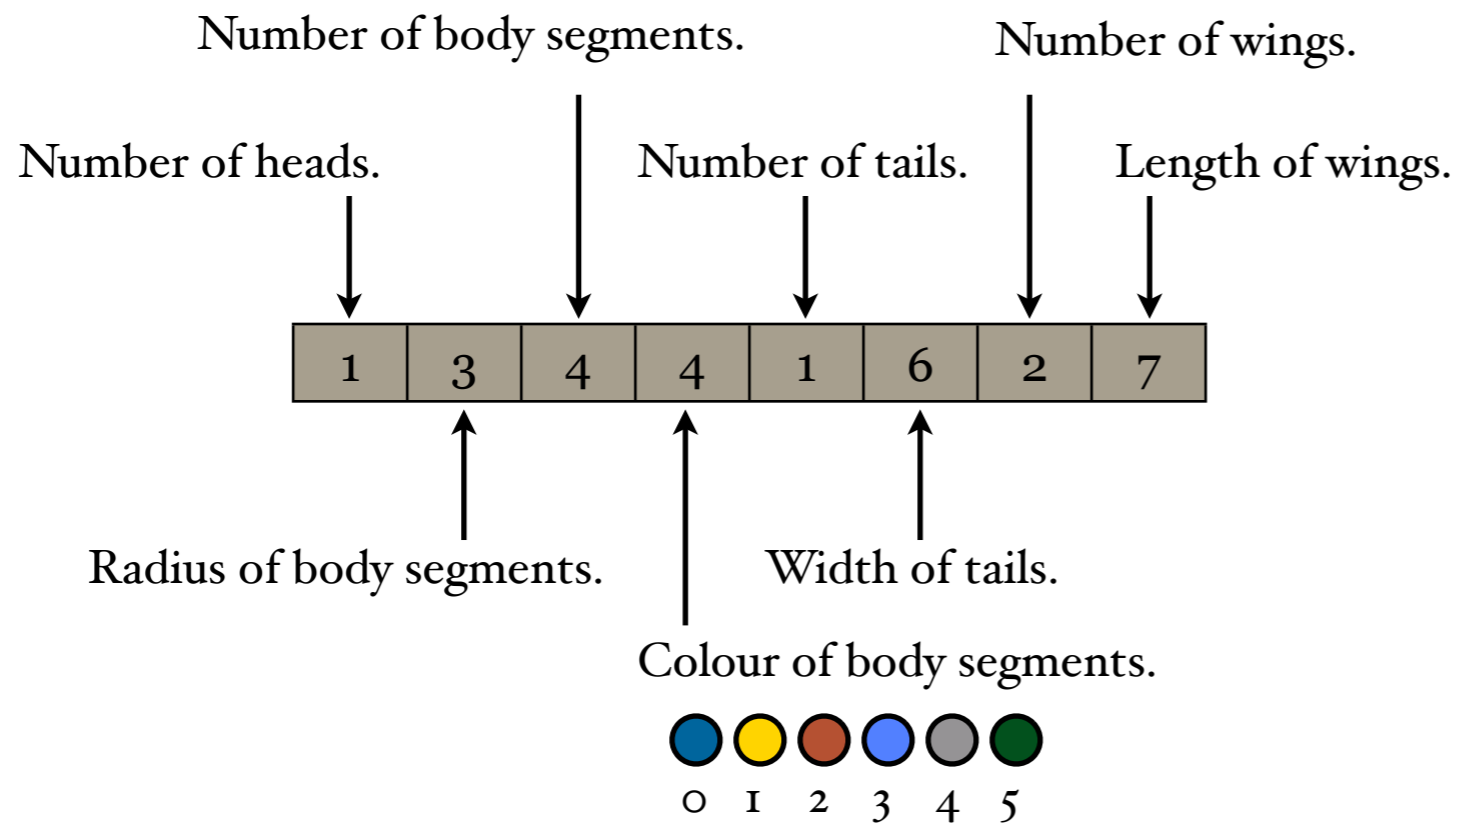 Number of body segments.
Number of wings.
Number of heads.
Number of tails.
Length of wings.
1 3 4 4 1 6 2 7
Radius of body segments.
Width of tails.
Colour of body segments.
0 1 2 3 4 5